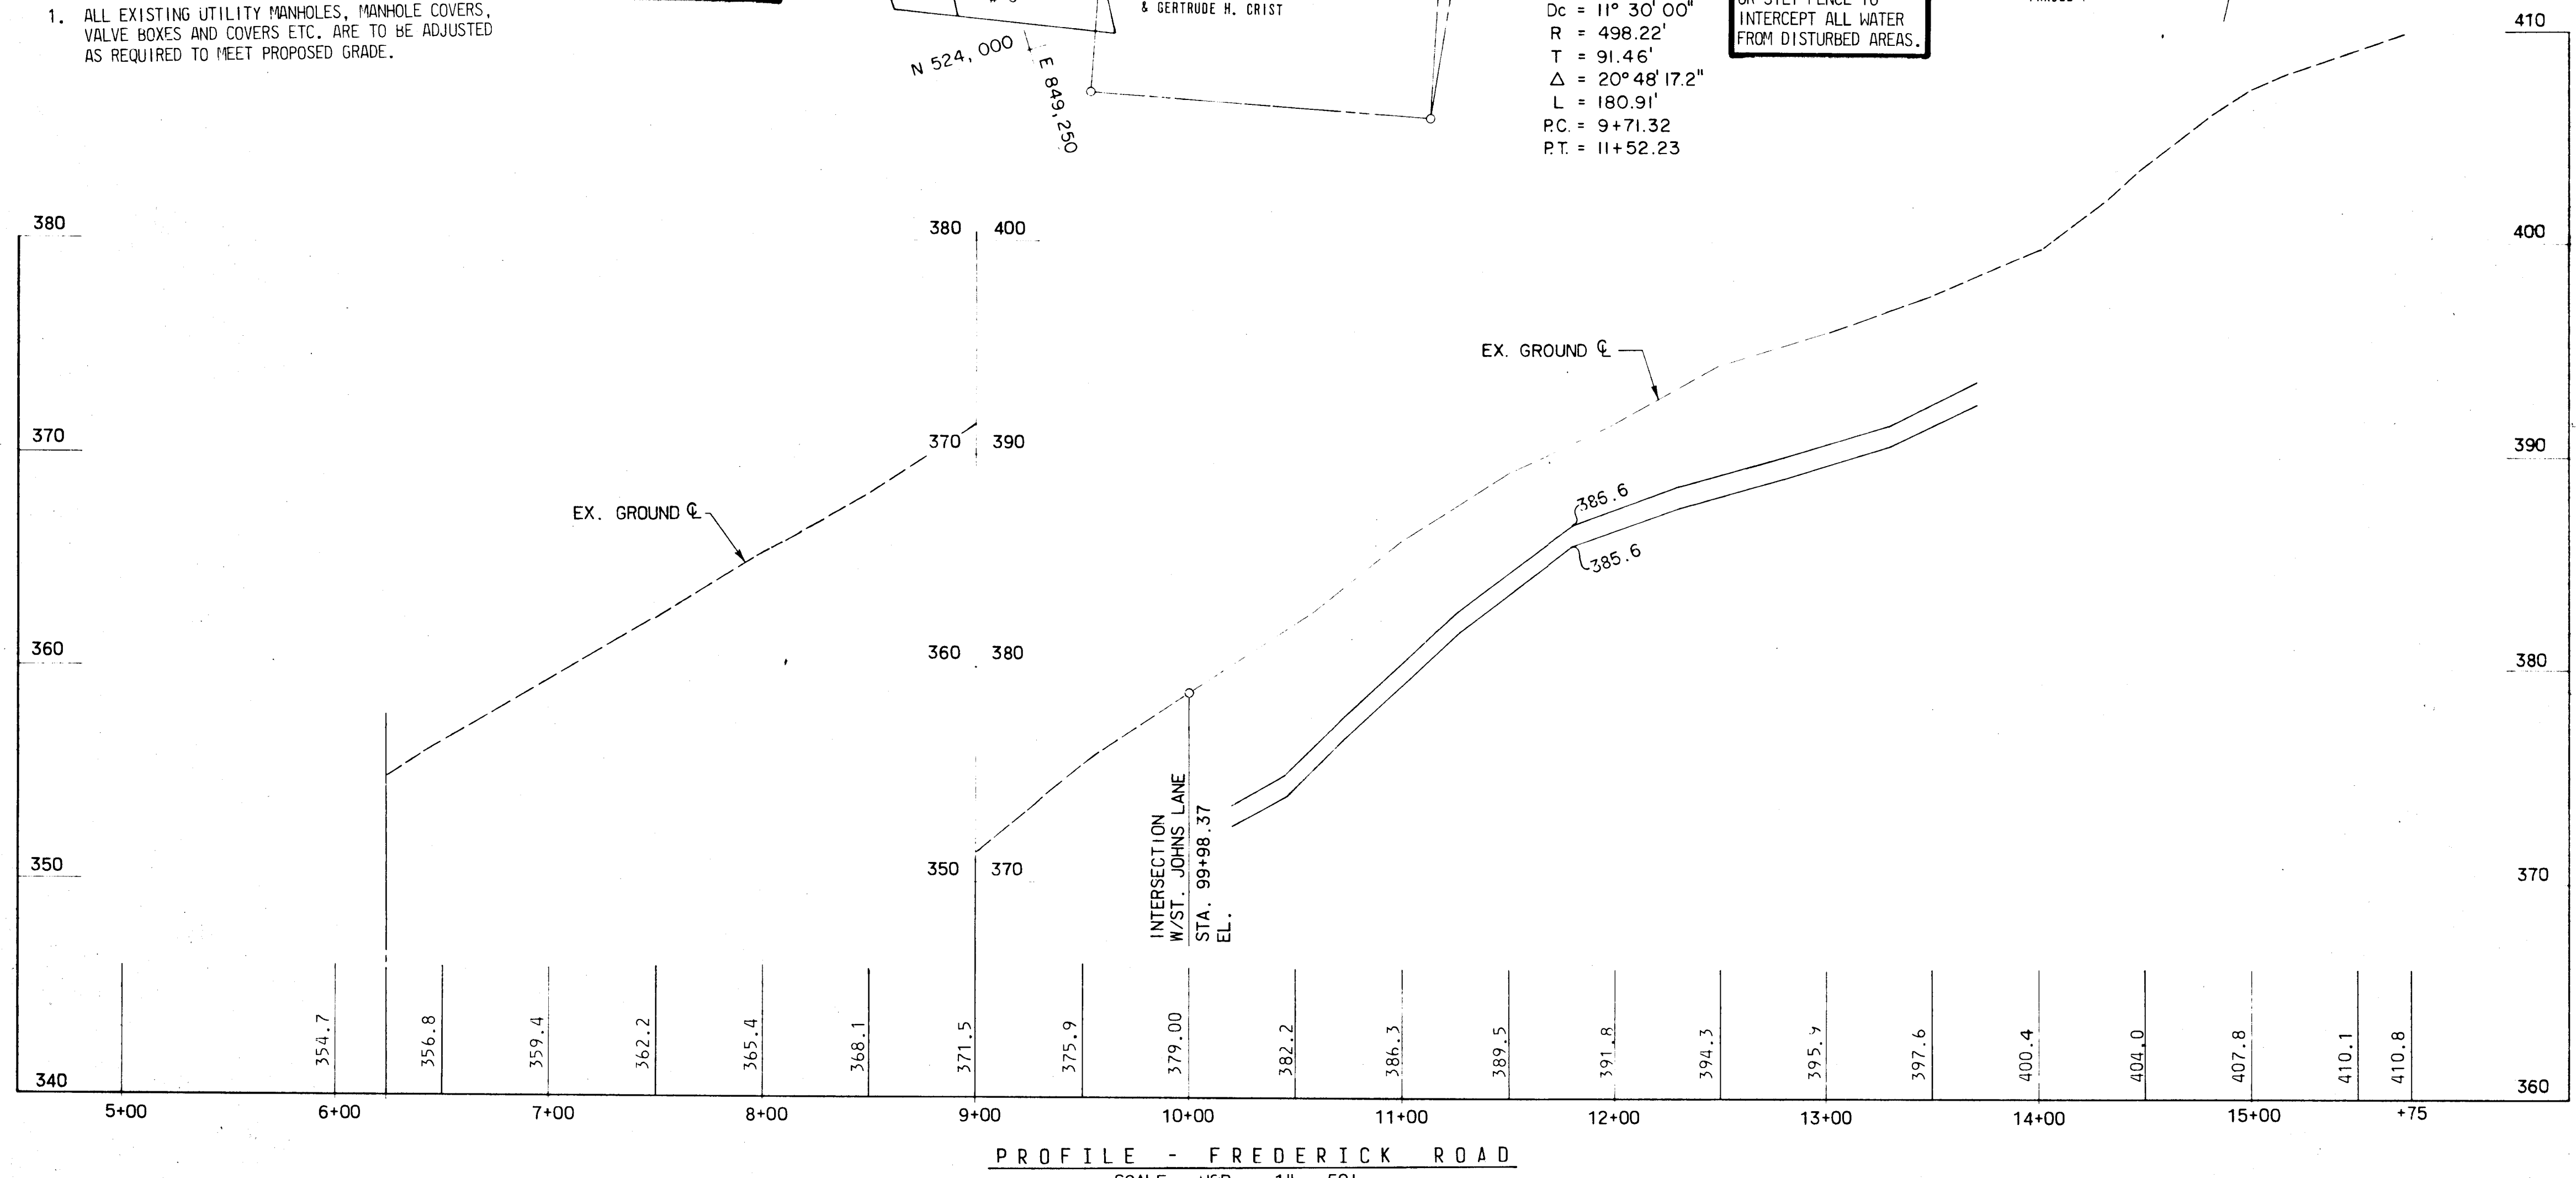 1. ALL EXISTING UTILITY MANHOLES, MANHOLE COVERS,
VALVE BOXES AND COVERS ETC. ARE TO BE ADJUSTED
AS REQUIRED TO MEET PROPOSED GRADE.
& GERTRUDE H. CRIST
N 524,000
E 849,250
Dc = 11° 30' 00"
R = 498.22'
T = 91.46'
Δ = 20° 48' 17.2"
L = 180.91'
P.C. = 9+71.32
P.T. = 11+52.23
INTERCEPT ALL WATER
FROM DISTURBED AREAS.
410
380
380 400
400
370
370 390
390
360
360 380
380
350
350 370
370
340
360
EX. GROUND ℄
EX. GROUND ℄
385.6
385.6
INTERSECTION
W/ST. JOHNS LANE
STA. 99+98.37
EL.
354.7
356.8
359.4
362.2
365.4
368.1
371.5
375.9
379.00
382.2
386.3
389.5
391.8
394.3
395.9
397.6
400.4
404.0
407.8
410.1
410.8
5+00 6+00 7+00 8+00 9+00 10+00 11+00 12+00 13+00 14+00 15+00 +75
PROFILE - FREDERICK ROAD